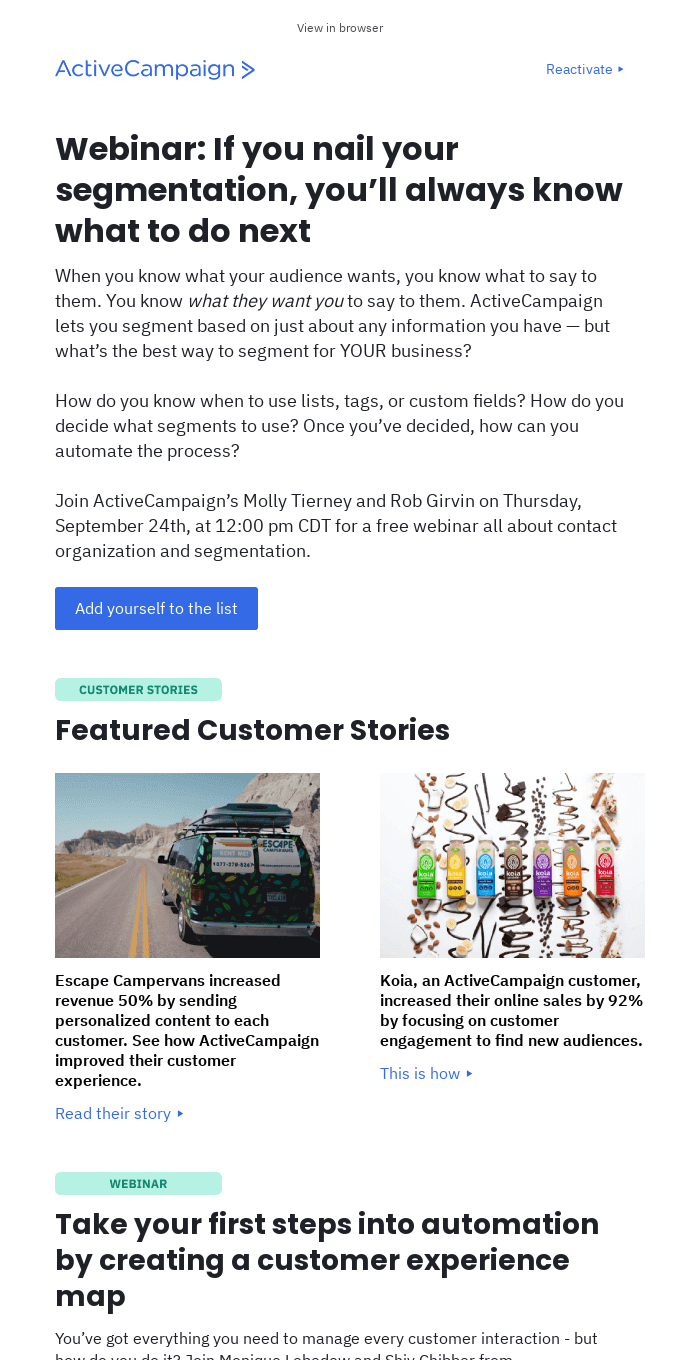 View in browser
ActiveCampaign
Reactivate
Webinar: If you nail your
segmentation, you’ll always know
what to do next
When you know what your audience wants, you know what to say to
them. You know what they want you to say to them. ActiveCampaign
lets you segment based on just about any information you have — but
what’s the best way to segment for YOUR business?
How do you know when to use lists, tags, or custom fields? How do you
decide what segments to use? Once you’ve decided, how can you
automate the process?
Join ActiveCampaign’s Molly Tierney and Rob Girvin on Thursday,
September 24th, at 12:00 pm CDT for a free webinar all about contact
organization and segmentation.
Add yourself to the list
CUSTOMER STORIES
Featured Customer Stories
ESCAPE
koia koia koia koia koia koia koia
Escape Campervans increased
revenue 50% by sending
personalized content to each
customer. See how ActiveCampaign
improved their customer
experience.
Read their story
Koia, an ActiveCampaign customer,
increased their online sales by 92%
by focusing on customer
engagement to find new audiences.
This is how
WEBINAR
Take your first steps into automation
by creating a customer experience
map
You’ve got everything you need to manage every customer interaction - but